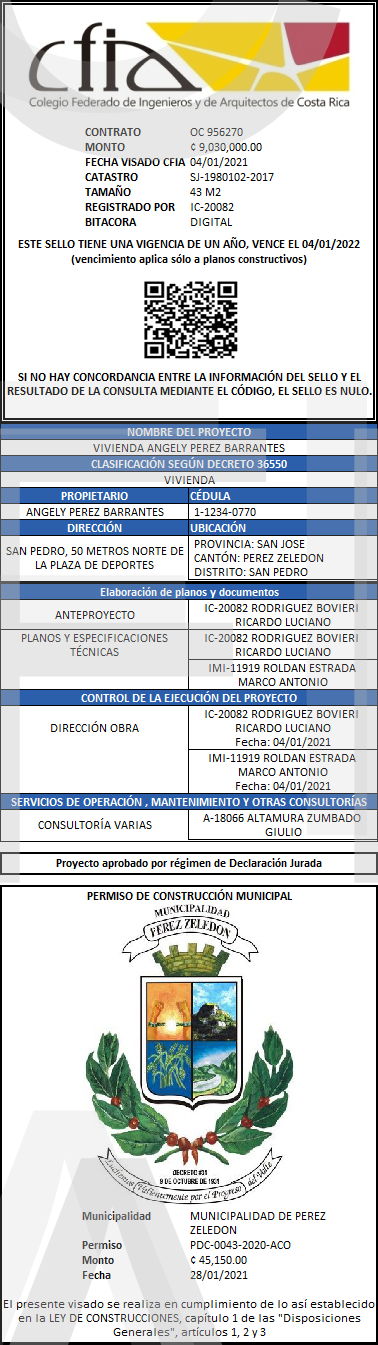 cfia
Colegio Federado de Ingenieros y de Arquitectos de Costa Rica
CONTRATO OC 956270
MONTO ¢ 9,030,000.00
FECHA VISADO CFIA 04/01/2021
CATASTRO SJ-1980102-2017
TAMAÑO 43 M2
REGISTRADO POR IC-20082
BITACORA DIGITAL
ESTE SELLO TIENE UNA VIGENCIA DE UN AÑO, VENCE EL 04/01/2022
(vencimiento aplica sólo a planos constructivos)
SI NO HAY CONCORDANCIA ENTRE LA INFORMACIÓN DEL SELLO Y EL
RESULTADO DE LA CONSULTA MEDIANTE EL CÓDIGO, EL SELLO ES NULO.
NOMBRE DEL PROYECTO
VIVIENDA ANGELY PEREZ BARRANTES
CLASIFICACIÓN SEGÚN DECRETO 36550
VIVIENDA
PROPIETARIO CÉDULA
ANGELY PEREZ BARRANTES 1-1234-0770
DIRECCIÓN UBICACIÓN
SAN PEDRO, 50 METROS NORTE DE
LA PLAZA DE DEPORTES
PROVINCIA: SAN JOSE
CANTÓN: PEREZ ZELEDON
DISTRITO: SAN PEDRO
Elaboración de planos y documentos
ANTEPROYECTO
IC-20082 RODRIGUEZ BOVIERI
RICARDO LUCIANO
PLANOS Y ESPECIFICACIONES
TÉCNICAS
IC-20082 RODRIGUEZ BOVIERI
RICARDO LUCIANO
IMI-11919 ROLDAN ESTRADA
MARCO ANTONIO
CONTROL DE LA EJECUCIÓN DEL PROYECTO
DIRECCIÓN OBRA
IC-20082 RODRIGUEZ BOVIERI
RICARDO LUCIANO
Fecha: 04/01/2021
IMI-11919 ROLDAN ESTRADA
MARCO ANTONIO
Fecha: 04/01/2021
SERVICIOS DE OPERACIÓN , MANTENIMIENTO Y OTRAS CONSULTORÍAS
CONSULTORÍA VARIAS
A-18066 ALTAMURA ZUMBADO
GIULIO
Proyecto aprobado por régimen de Declaración Jurada
PERMISO DE CONSTRUCCIÓN MUNICIPAL
MUNICIPALIDAD
PEREZ ZELEDON
DECRETO #31
9 DE OCTUBRE DE 1931
Luchamos Valientemente por el Progreso del Valle
Municipalidad MUNICIPALIDAD DE PEREZ
ZELEDON
Permiso PDC-0043-2020-ACO
Monto ¢ 45,150.00
Fecha 28/01/2021
El presente visado se realiza en cumplimiento de lo así establecido
en la LEY DE CONSTRUCCIONES, capítulo 1 de las "Disposiciones
Generales", artículos 1, 2 y 3